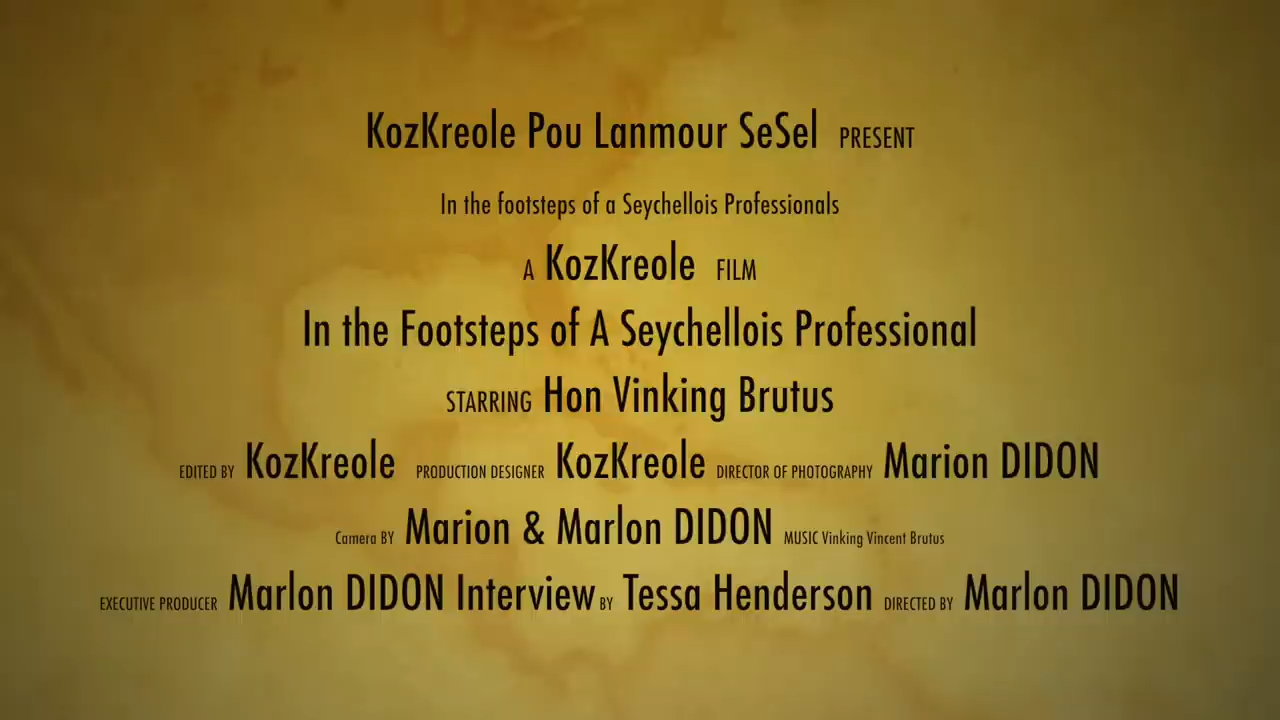 KozKreole Pou Lanmour SeSel PRESENT
In the footsteps of a Seychellois Professionals
A KozKreole FILM
In the Footsteps of A Seychellois Professional
STARRING Hon Vinking Brutus
EDITED BY KozKreole PRODUCTION DESIGNER KozKreole DIRECTOR OF PHOTOGRAPHY Marion DIDON
Camera BY Marion & Marlon DIDON MUSIC Vinking Vincent Brutus
EXECUTIVE PRODUCER Marlon DIDON Interview BY Tessa Henderson DIRECTED BY Marlon DIDON